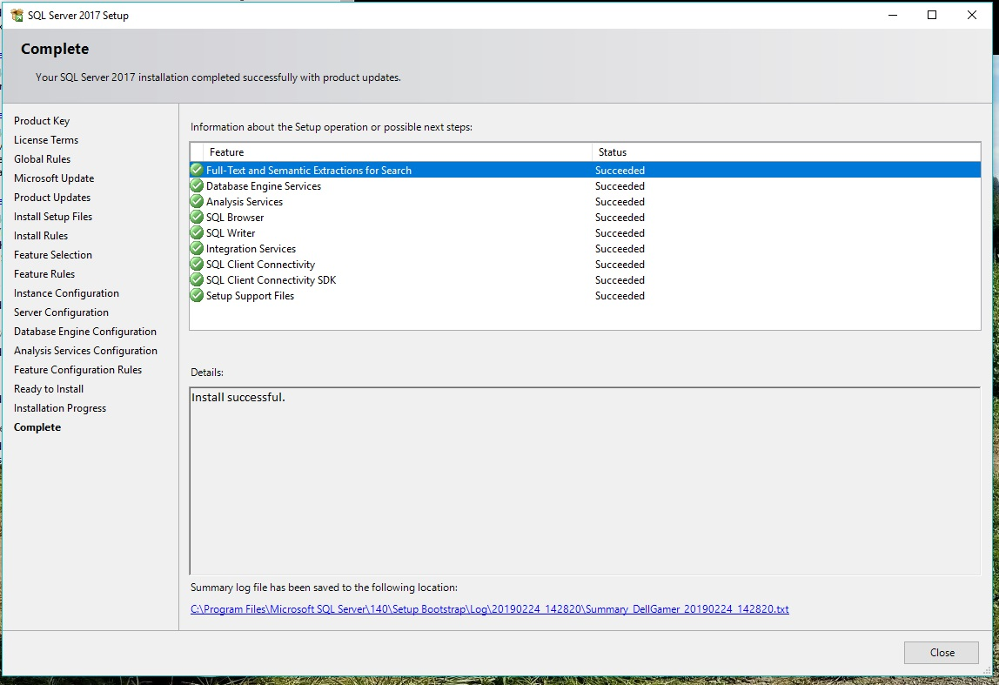 SQL Server 2017 Setup
Complete
Your SQL Server 2017 installation completed successfully with product updates.
Product Key
License Terms
Global Rules
Microsoft Update
Product Updates
Install Setup Files
Install Rules
Feature Selection
Feature Rules
Instance Configuration
Server Configuration
Database Engine Configuration
Analysis Services Configuration
Feature Configuration Rules
Ready to Install
Installation Progress
Complete
Information about the Setup operation or possible next steps:
Feature Status
Full-Text and Semantic Extractions for Search Succeeded
Database Engine Services Succeeded
Analysis Services Succeeded
SQL Browser Succeeded
SQL Writer Succeeded
Integration Services Succeeded
SQL Client Connectivity Succeeded
SQL Client Connectivity SDK Succeeded
Setup Support Files Succeeded
Details:
Install successful.
Summary log file has been saved to the following location:
C:\Program Files\Microsoft SQL Server\140\Setup Bootstrap\Log\20190224_142820\Summary_DellGamer_20190224_142820.txt
Close